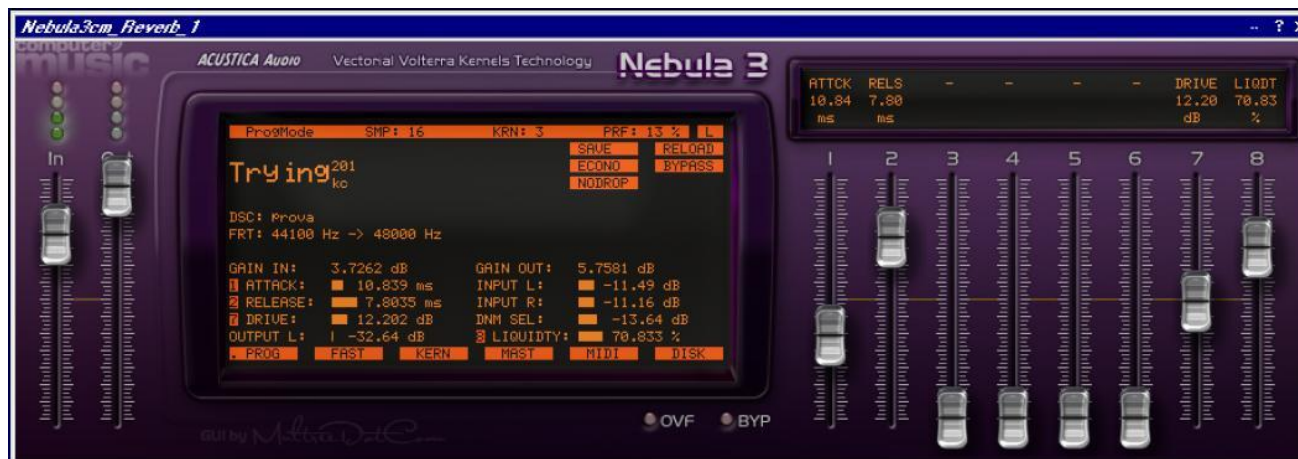 Nebula3cm_Reverb_1
computer music
ACUSTICA AUDIO Vectorial Volterra Kernels Technology Nebula 3
In Out
ProgMode SMP: 16 KRN: 3 PRF: 13 % L
SAVE RELOAD
Trying 201 kc
ECONO BYPASS
NODROP
DSC: Prova
FRT: 44100 Hz -> 48000 Hz
GAIN IN: 3.7262 dB GAIN OUT: 5.7581 dB
1 ATTACK: 10.839 ms INPUT L: -11.49 dB
2 RELEASE: 7.8035 ms INPUT R: -11.16 dB
7 DRIVE: 12.202 dB DNM SEL: -13.64 dB
OUTPUT L: -32.64 dB 8 LIQUIDTY: 70.833 %
. PROG FAST KERN MAST MIDI DISK
GUI by
OVF BYP
ATTCK RELS - - - - DRIVE LIQDT
10.84 7.80 12.20 70.83
ms ms dB %
1 2 3 4 5 6 7 8